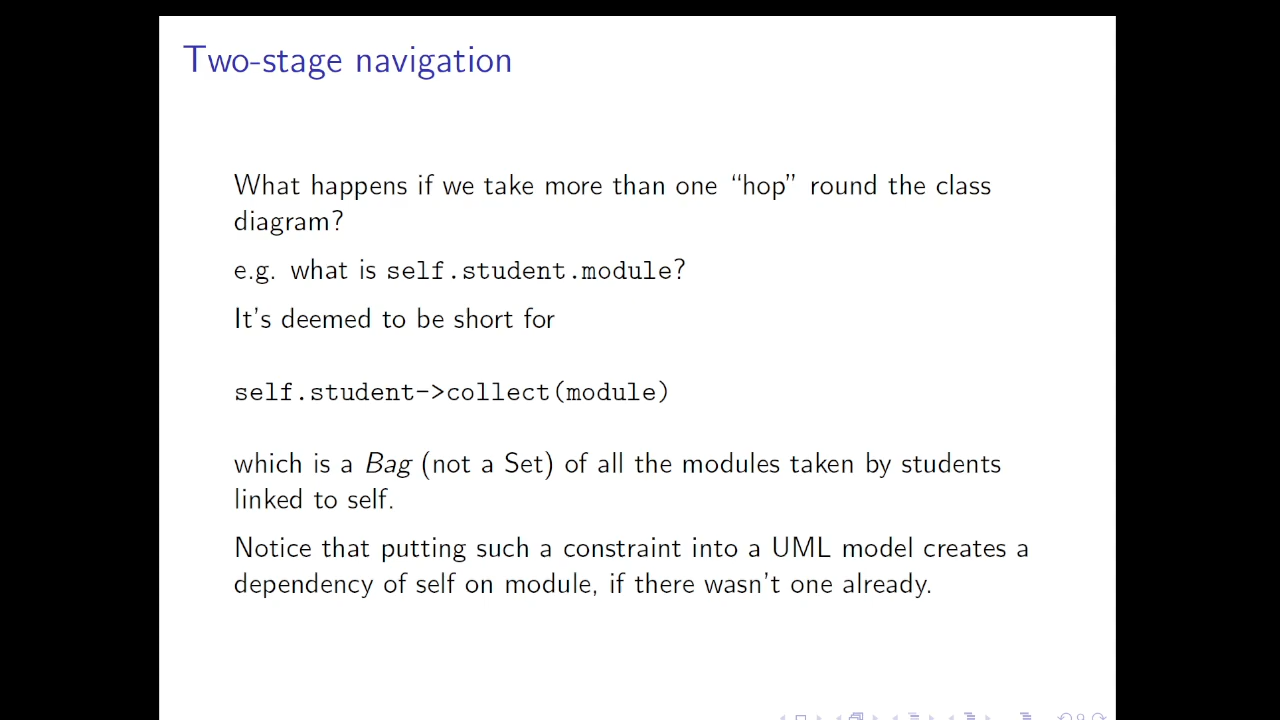 Two-stage navigation
What happens if we take more than one “hop” round the class
diagram?
e.g. what is self.student.module?
It’s deemed to be short for
self.student->collect(module)
which is a Bag (not a Set) of all the modules taken by students
linked to self.
Notice that putting such a constraint into a UML model creates a
dependency of self on module, if there wasn’t one already.